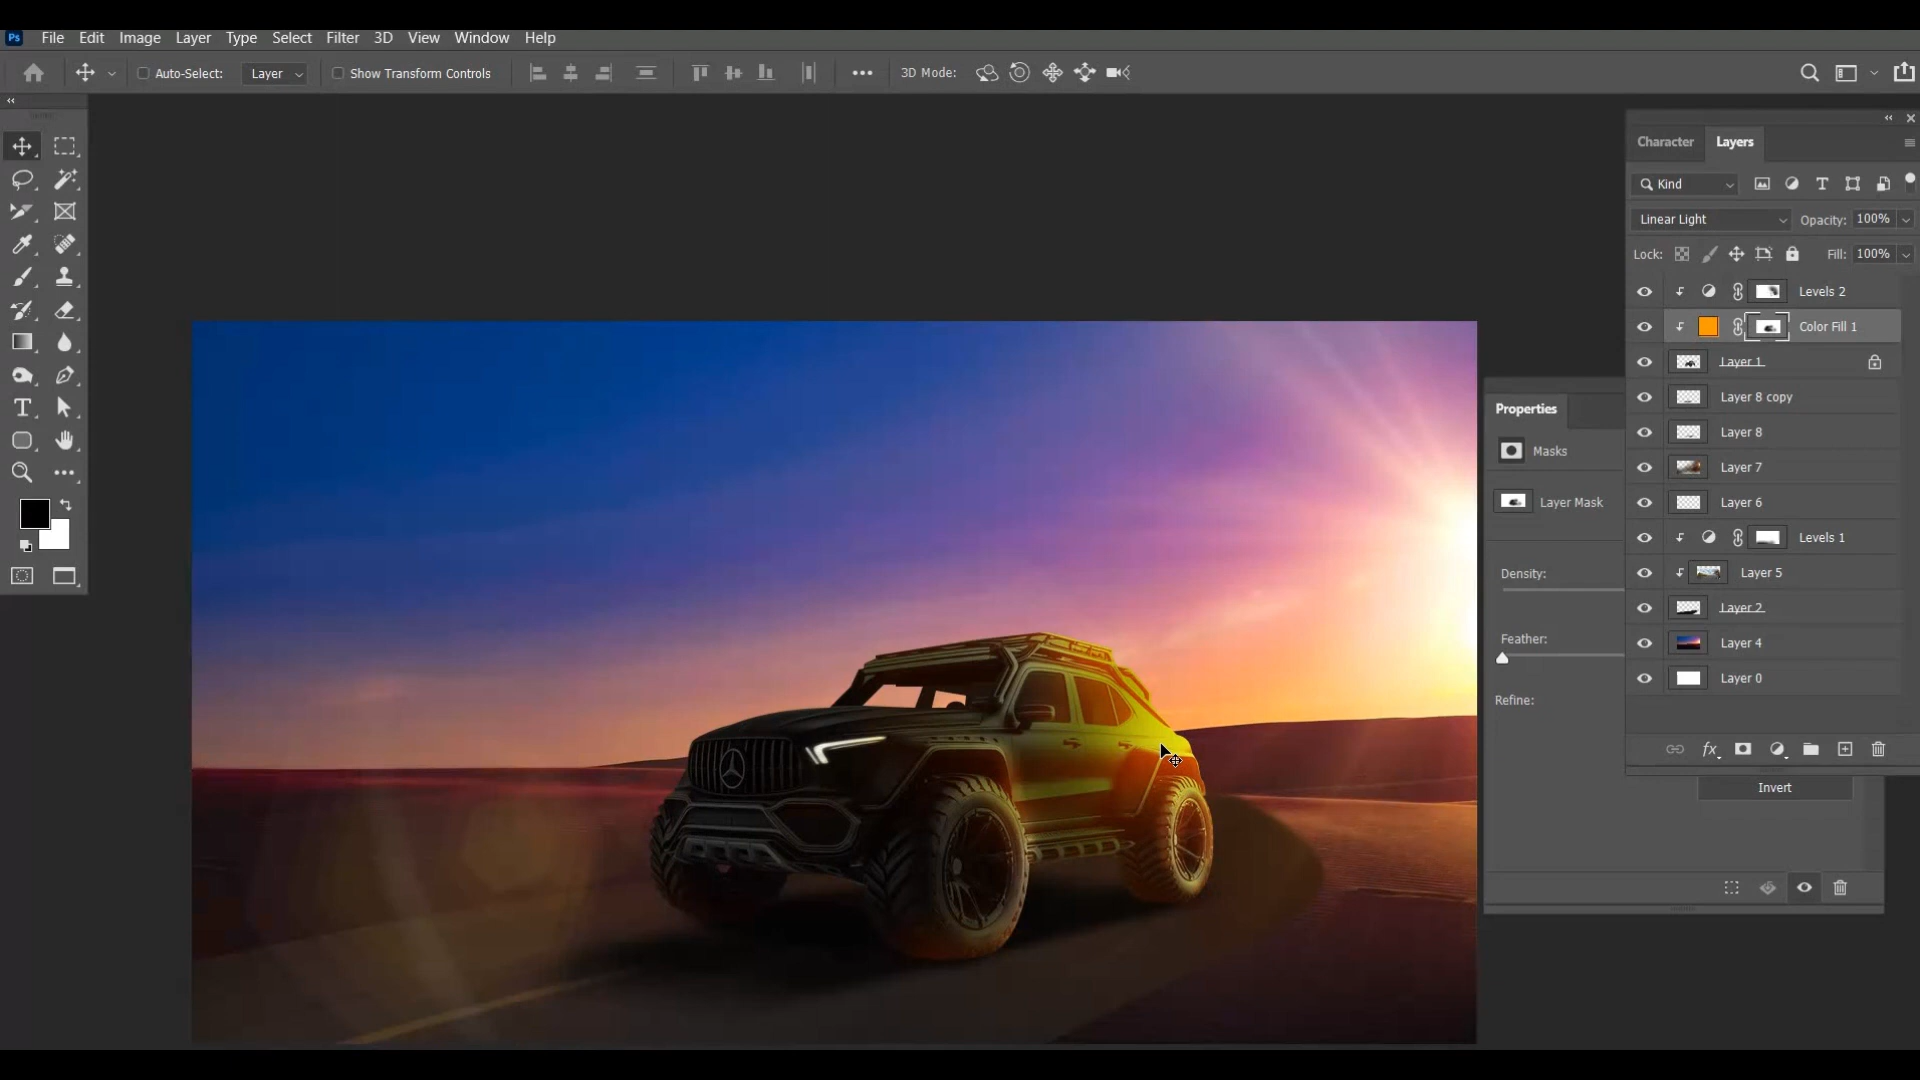 Ps File Edit Image Layer Type Select Filter 3D View Window Help
Auto-Select: Layer Show Transform Controls 3D Mode:
Character Layers
Kind
Linear Light Opacity: 100%
Lock: Fill: 100%
Levels 2
Color Fill 1
Layer 1
Layer 8 copy
Layer 8
Layer 7
Layer 6
Levels 1
Layer 5
Layer 2
Layer 4
Layer 0
fx
Properties
Masks
Layer Mask
Density:
Feather:
Refine:
Invert